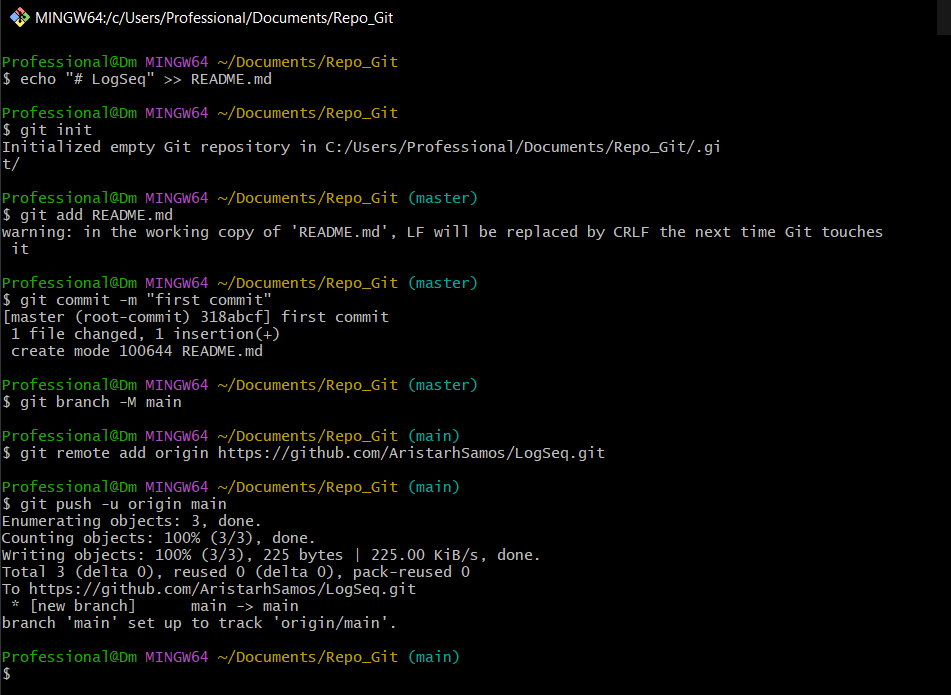 MINGW64:/c/Users/Professional/Documents/Repo_Git
Professional@Dm MINGW64 ~/Documents/Repo_Git
$ echo "# LogSeq" >> README.md
Professional@Dm MINGW64 ~/Documents/Repo_Git
$ git init
Initialized empty Git repository in C:/Users/Professional/Documents/Repo_Git/.gi
t/
Professional@Dm MINGW64 ~/Documents/Repo_Git (master)
$ git add README.md
warning: in the working copy of 'README.md', LF will be replaced by CRLF the next time Git touches
it
Professional@Dm MINGW64 ~/Documents/Repo_Git (master)
$ git commit -m "first commit"
[master (root-commit) 318abcf] first commit
1 file changed, 1 insertion(+)
create mode 100644 README.md
Professional@Dm MINGW64 ~/Documents/Repo_Git (master)
$ git branch -M main
Professional@Dm MINGW64 ~/Documents/Repo_Git (main)
$ git remote add origin https://github.com/AristarhSamos/LogSeq.git
Professional@Dm MINGW64 ~/Documents/Repo_Git (main)
$ git push -u origin main
Enumerating objects: 3, done.
Counting objects: 100% (3/3), done.
Writing objects: 100% (3/3), 225 bytes | 225.00 KiB/s, done.
Total 3 (delta 0), reused 0 (delta 0), pack-reused 0
To https://github.com/AristarhSamos/LogSeq.git
* [new branch]      main -> main
branch 'main' set up to track 'origin/main'.
Professional@Dm MINGW64 ~/Documents/Repo_Git (main)
$